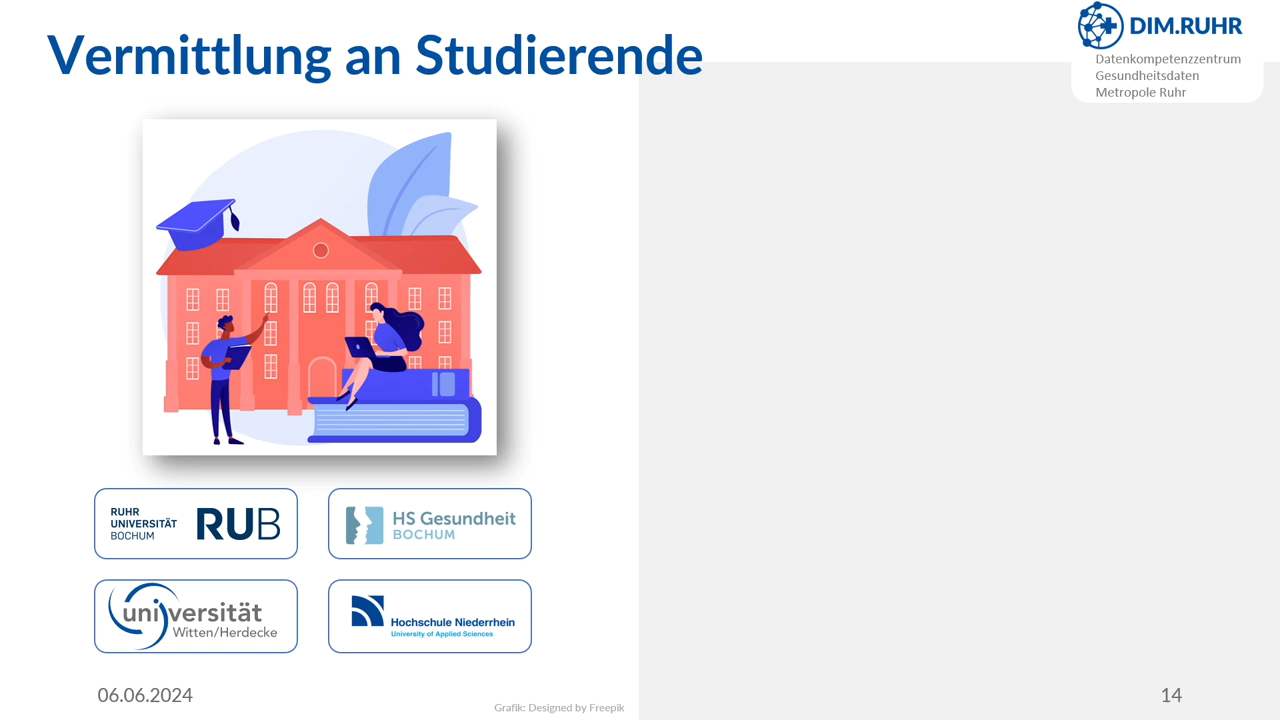 Vermittlung an Studierende
DIM.RUHR
Datenkompetenzzentrum
Gesundheitsdaten
Metropole Ruhr
RUHR
UNIVERSITÄT
BOCHUM
RUB
HS Gesundheit
BOCHUM
universität
Witten/Herdecke
Hochschule Niederrhein
University of Applied Sciences
06.06.2024
Grafik: Designed by Freepik
14